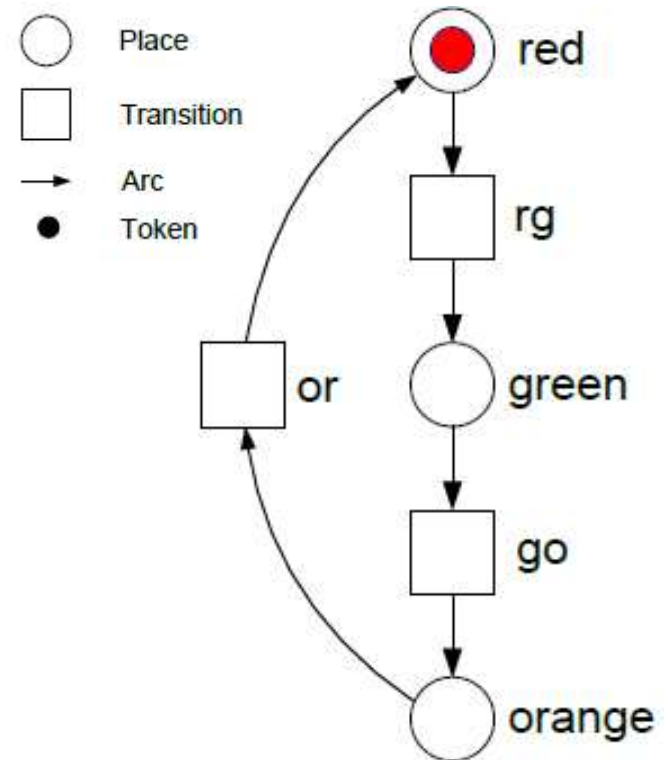 Place
Transition
Arc
Token
red
rg
green
or
go
orange